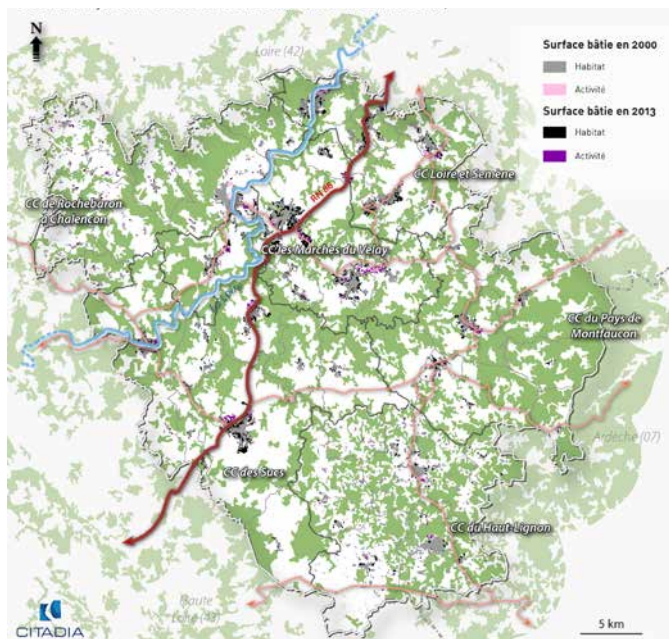 N
Loire (42)
Surface bâtie en 2000
Habitat
Activité
Surface bâtie en 2013
Habitat
Activité
RN 88
CC Loire et Semène
CC de Rochebaron
à Chalencon
CC les Marches du Velay
CC du Pays de
Montfaucon
Ardèche (07)
CC des Sucs
CC du Haut-Lignon
Haute
Loire (43)
CITADIA
5 km